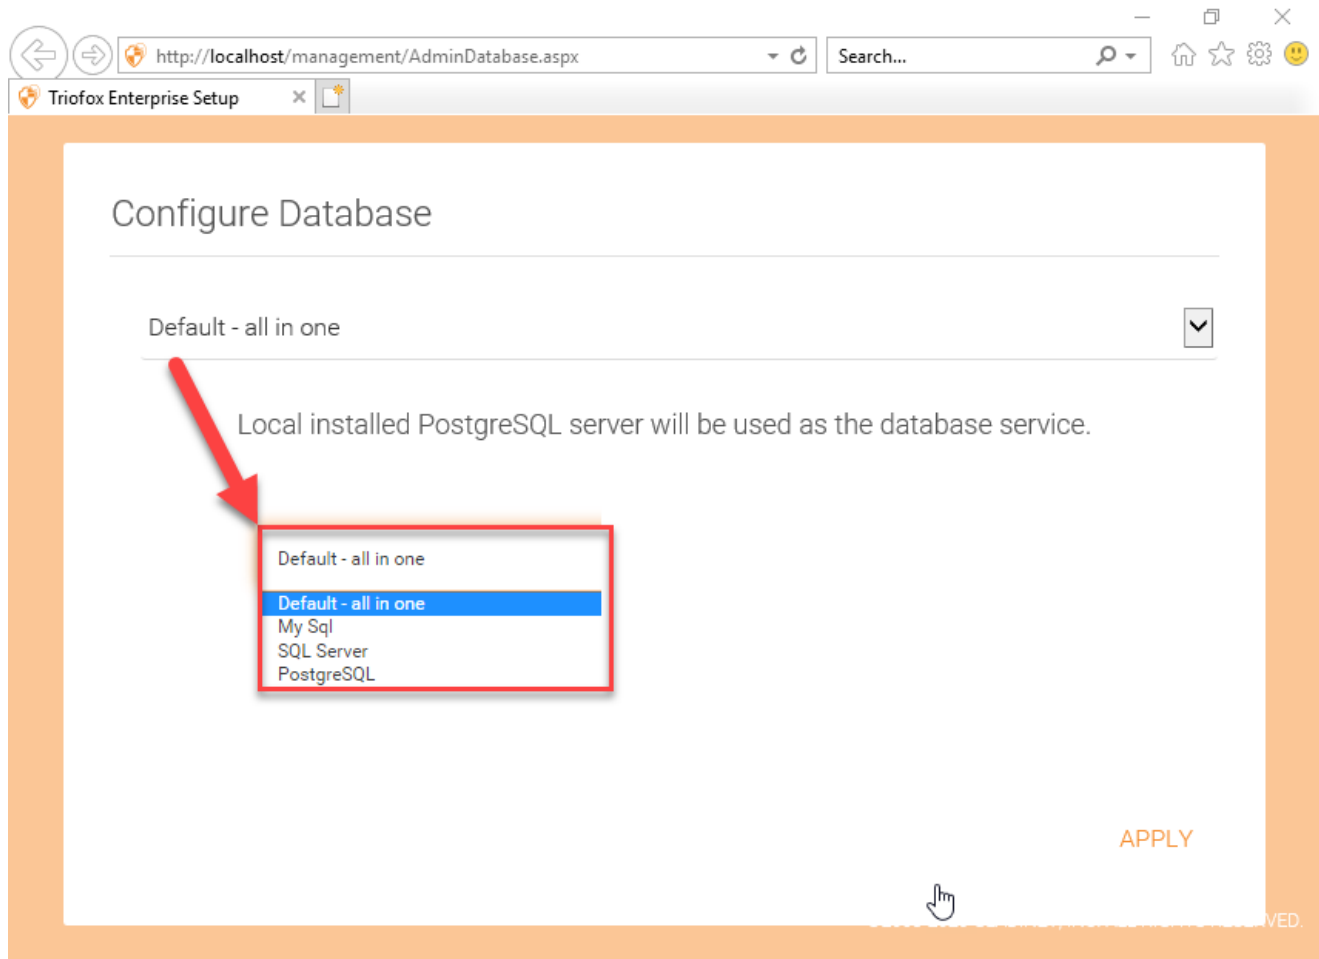 http://localhost/management/AdminDatabase.aspx
Search...
Triofox Enterprise Setup
Configure Database
Default - all in one
Local installed PostgreSQL server will be used as the database service.
Default - all in one
Default - all in one
My Sql
SQL Server
PostgreSQL
APPLY